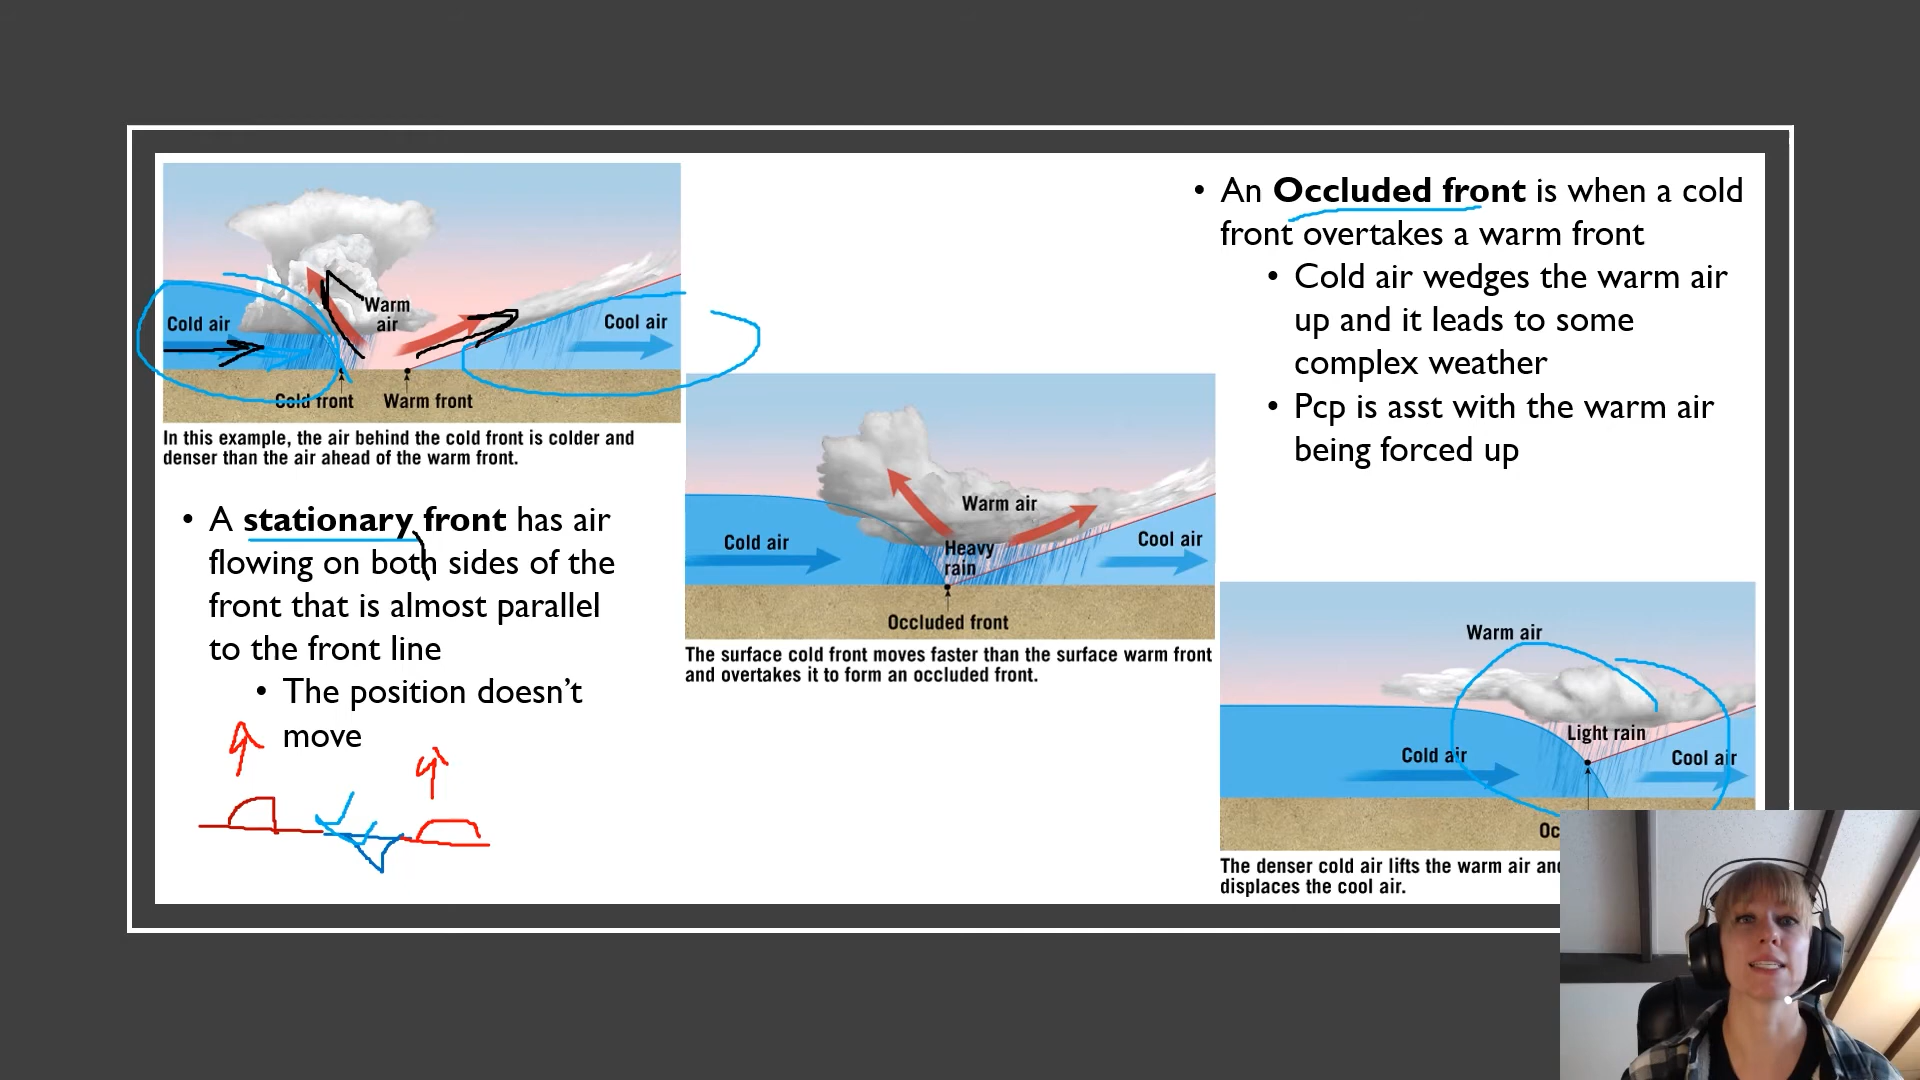 Cold air
Warm
air
Cool air
Cold front
Warm front
In this example, the air behind the cold front is colder and
denser than the air ahead of the warm front.
• A stationary front has air
flowing on both sides of the
front that is almost parallel
to the front line
• The position doesn’t
move
Warm air
Cold air
Heavy
rain
Cool air
Occluded front
The surface cold front moves faster than the surface warm front
and overtakes it to form an occluded front.
• An Occluded front is when a cold
front overtakes a warm front
• Cold air wedges the warm air
up and it leads to some
complex weather
• Pcp is asst with the warm air
being forced up
Warm air
Light rain
Cold air
Cool air
Oc
The denser cold air lifts the warm air and
displaces the cool air.